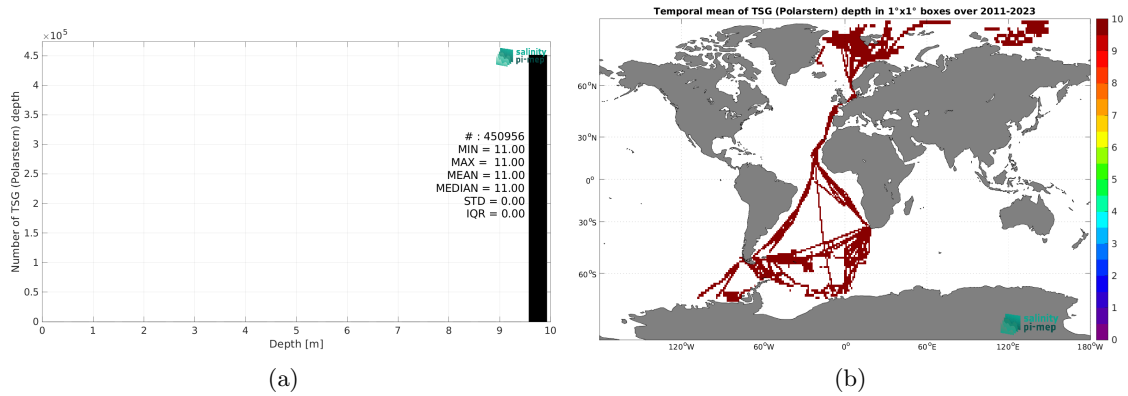 4.5 ×10⁵
4
3.5
3
2.5
2
1.5
1
0.5
0
Number of TSG (Polarstern) depth
salinity
pi-mep
# : 450956
MIN = 11.00
MAX = 11.00
MEAN = 11.00
MEDIAN = 11.00
STD = 0.00
IQR = 0.00
0 1 2 3 4 5 6 7 8 9 10
Depth [m]
(a)
Temporal mean of TSG (Polarstern) depth in 1°x1° boxes over 2011-2023
60°N
30°N
0°
30°S
60°S
120°W 60°W 0° 60°E 120°E 180°W
salinity
pi-mep
10
9
8
7
6
5
4
3
2
1
0
(b)